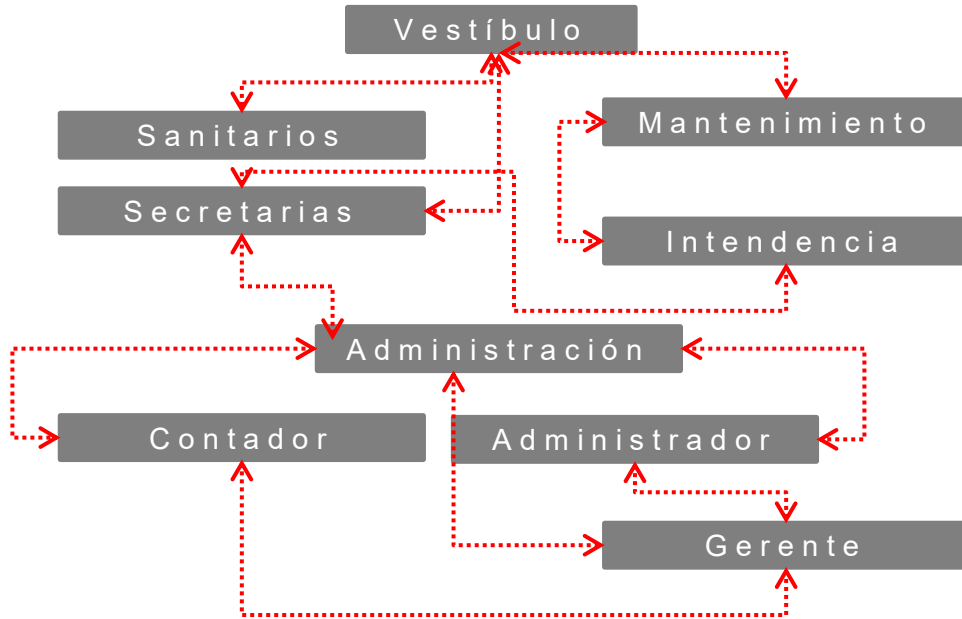 Vestíbulo
Sanitarios
Mantenimiento
Secretarias
Intendencia
Administración
Contador
Administrador
Gerente